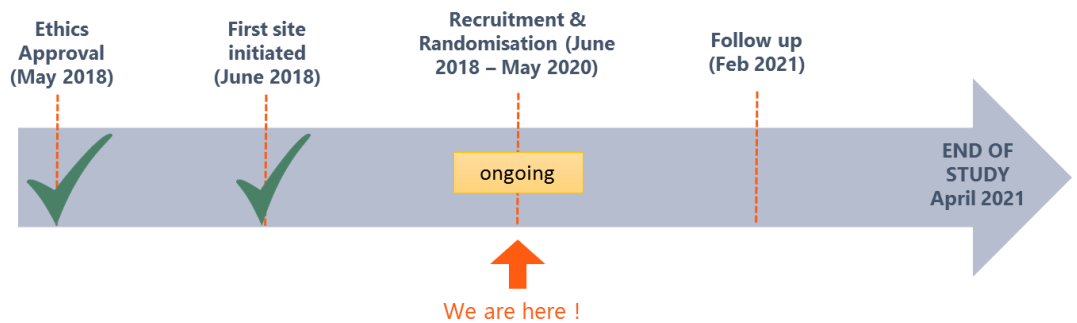 Ethics
Approval
(May 2018)
First site
initiated
(June 2018)
Recruitment &
Randomisation (June
2018 – May 2020)
Follow up
(Feb 2021)
ongoing
END OF
STUDY
April 2021
We are here !